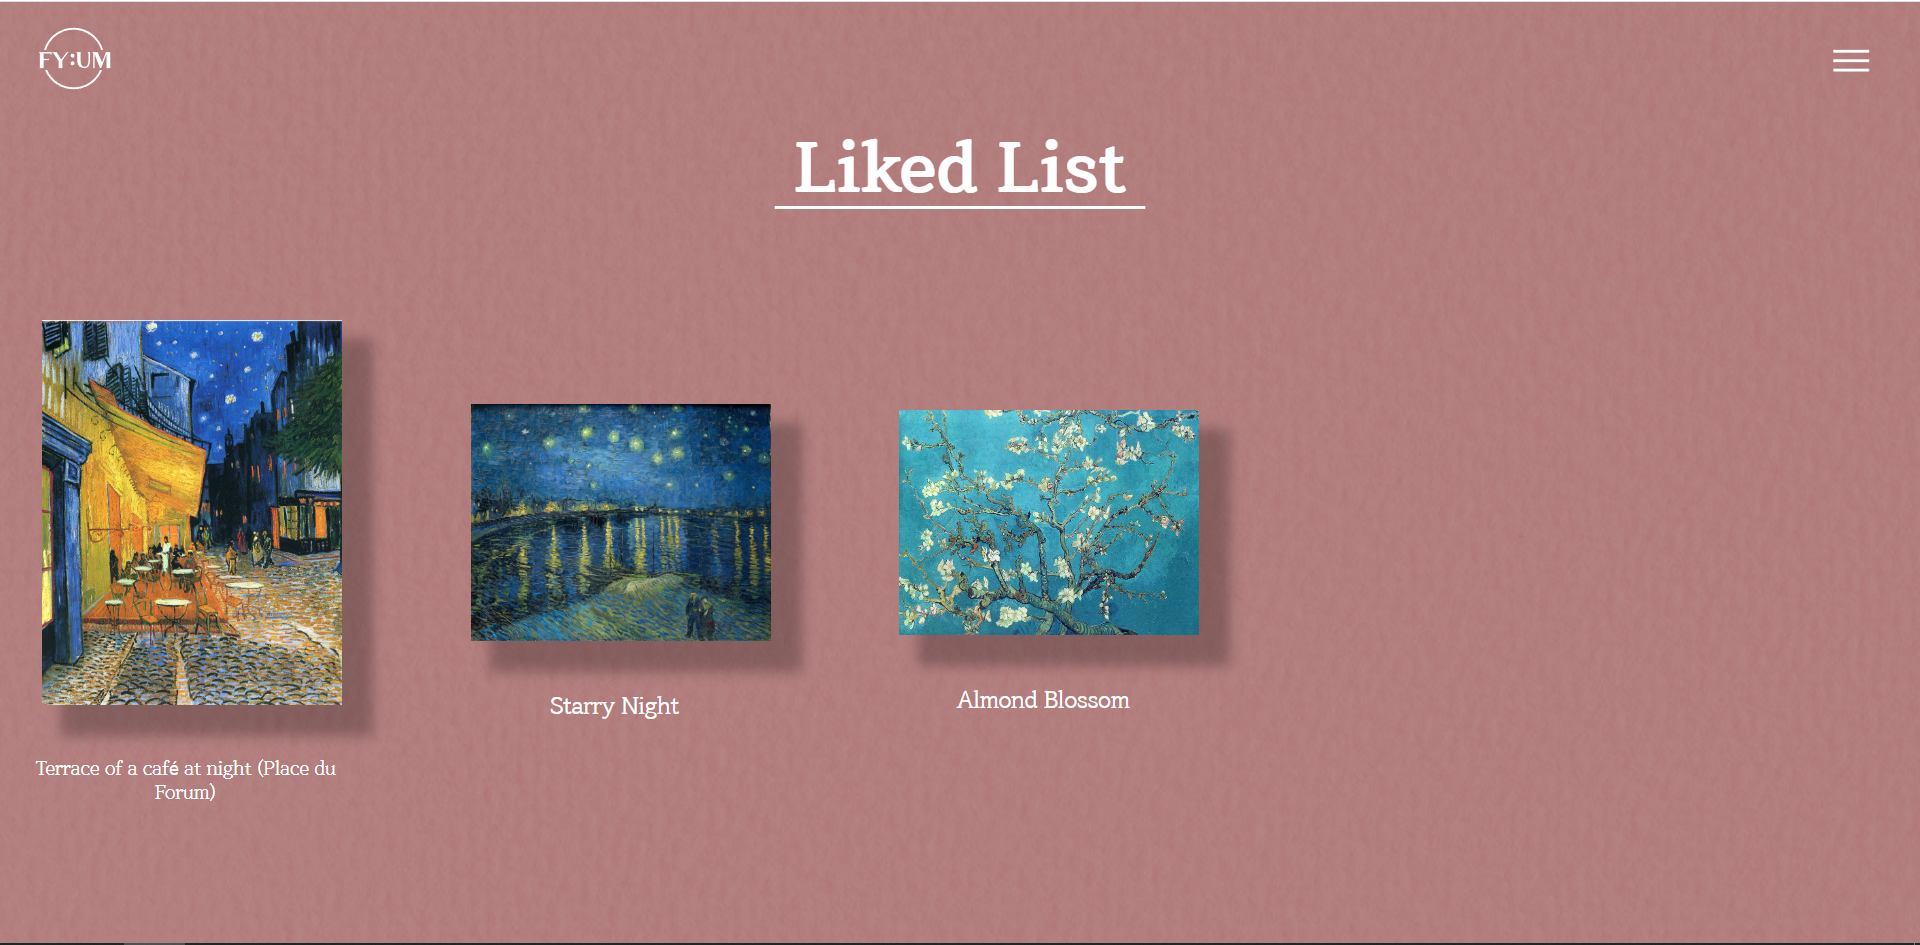 FY:UM
Liked List
Starry Night
Almond Blossom
Terrace of a café at night (Place du
Forum)